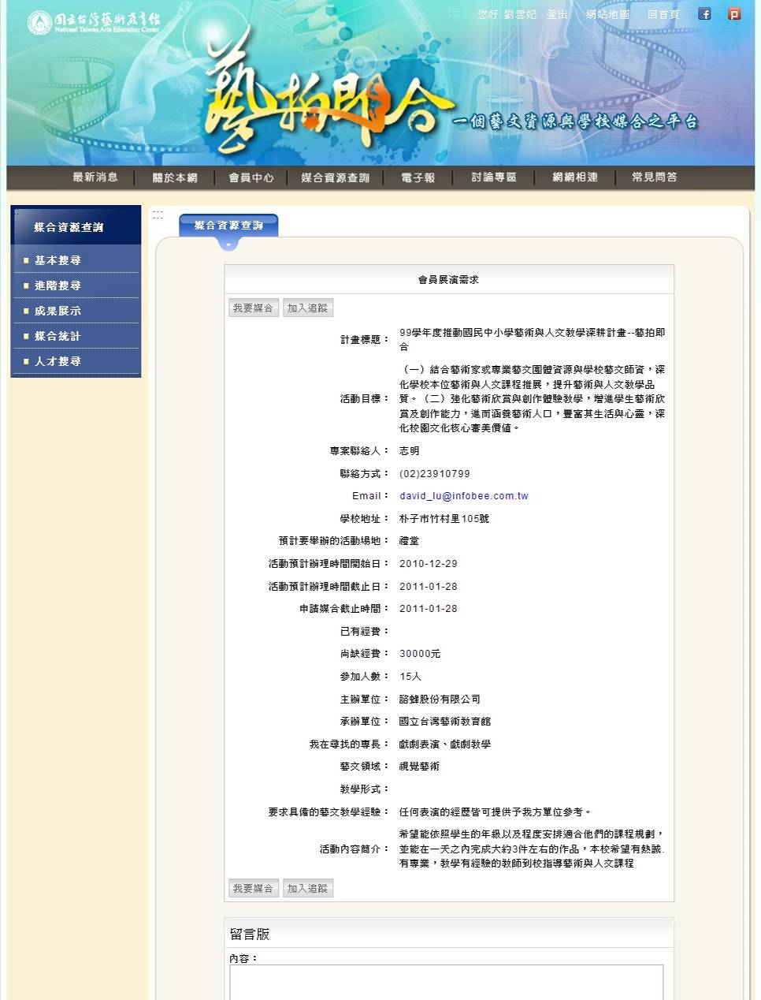 國立台灣藝術教育館
National Taiwan Arts Education Center
::: 您好 劉雲妃 登出 網站地圖 回首頁
藝拍即合
一個藝文資源與學校媒合之平台
最新消息 關於本網 會員中心 媒合資源查詢 電子報 討論專區 網網相連 常見問答
媒合資源查詢
基本搜尋
進階搜尋
成果展示
媒合統計
人才搜尋
:::
媒合資源查詢
會員展演需求
我要媒合 加入追蹤
計畫標題: 99學年度推動國民中小學藝術與人文教學深耕計畫--藝拍即
合
(一)結合藝術家或專業藝文團體資源與學校藝文師資,深
化學校本位藝術與人文課程推展,提升藝術與人文教學品
活動目標: 質。(二)強化藝術欣賞與創作體驗教學,增進學生藝術欣
賞及創作能力,進而涵養藝術人口,豐富其生活與心靈,深
化校園文化核心審美價值。
專案聯絡人: 志明
聯絡方式: (02)23910799
Email: david_lu@infobee.com.tw
學校地址: 朴子市竹村里105號
預計要舉辦的活動場地: 禮堂
活動預計辦理時間開始日: 2010-12-29
活動預計辦理時間截止日: 2011-01-28
申請媒合截止時間: 2011-01-28
已有經費:
尚缺經費: 30000元
參加人數: 15人
主辦單位: 諮蜂股份有限公司
承辦單位: 國立台灣藝術教育館
我在尋找的專長: 戲劇表演、戲劇教學
藝文領域: 視覺藝術
教學形式:
要求具備的藝文教學經驗: 任何表演的經歷皆可提供予我方單位參考。
希望能依照學生的年級以及程度安排適合他們的課程規劃,
活動內容簡介: 並能在一天之內完成大約3件左右的作品,本校希望有熱誠.
有專業,教學有經驗的教師到校指導藝術與人文課程
我要媒合 加入追蹤
留言版
內容: